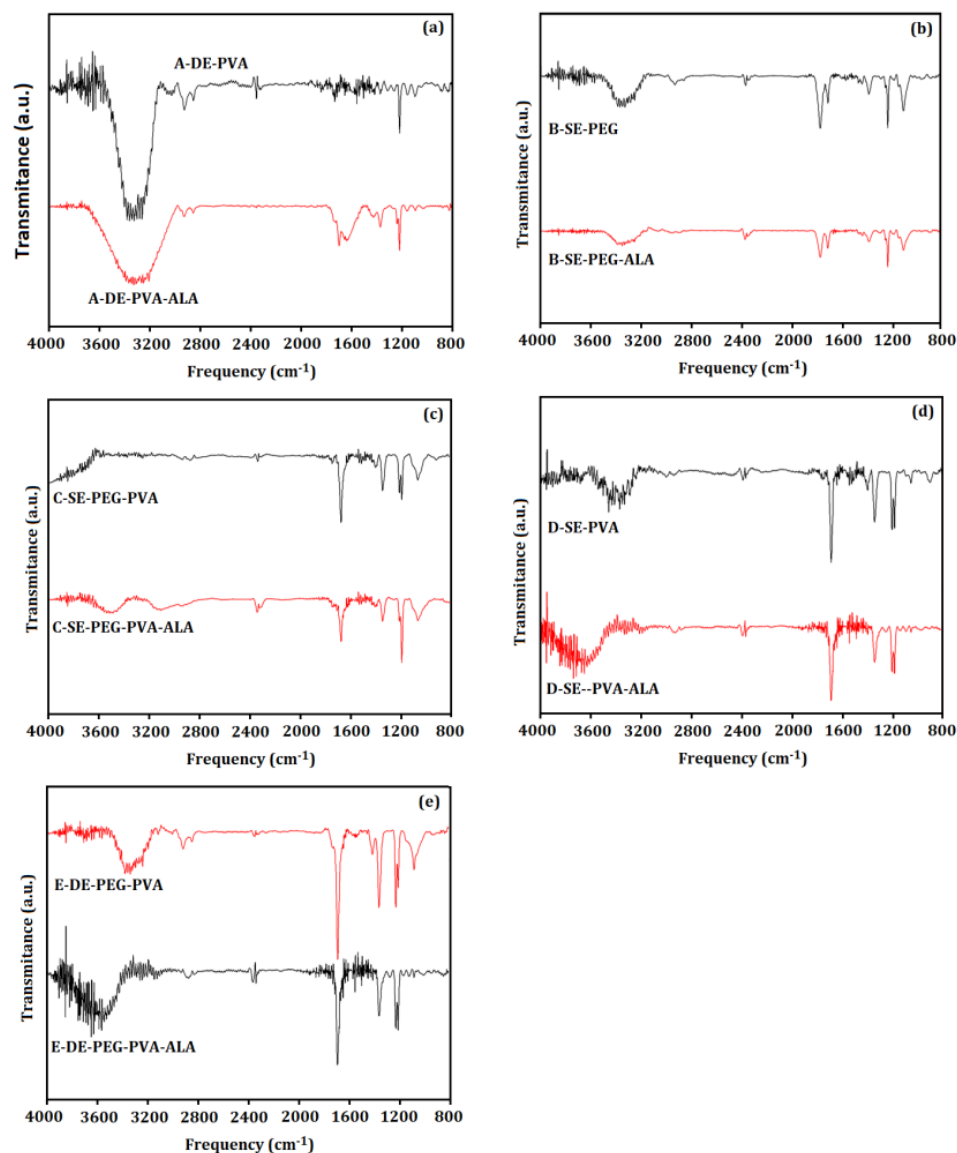 (a)
A-DE-PVA
A-DE-PVA-ALA
Transmitance (a.u.)
4000 3600 3200 2800 2400 2000 1600 1200 800
Frequency (cm-1)
(b)
B-SE-PEG
B-SE-PEG-ALA
Transmitance (a.u.)
4000 3600 3200 2800 2400 2000 1600 1200 800
Frequency (cm-1)
(c)
C-SE-PEG-PVA
C-SE-PEG-PVA-ALA
Transmitance (a.u.)
4000 3600 3200 2800 2400 2000 1600 1200 800
Frequency (cm-1)
(d)
D-SE-PVA
D-SE--PVA-ALA
Transmitance (a.u.)
4000 3600 3200 2800 2400 2000 1600 1200 800
Frequency (cm-1)
(e)
E-DE-PEG-PVA
E-DE-PEG-PVA-ALA
Transmitance (a.u.)
4000 3600 3200 2800 2400 2000 1600 1200 800
Frequency (cm-1)